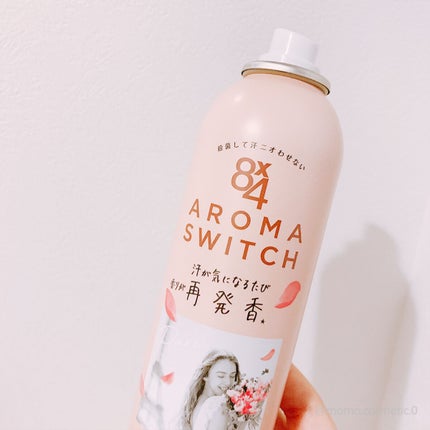 殺菌して汗ニオわせない
8x4
AROMA
SWITCH
汗が気になるたび
香りが再発香。